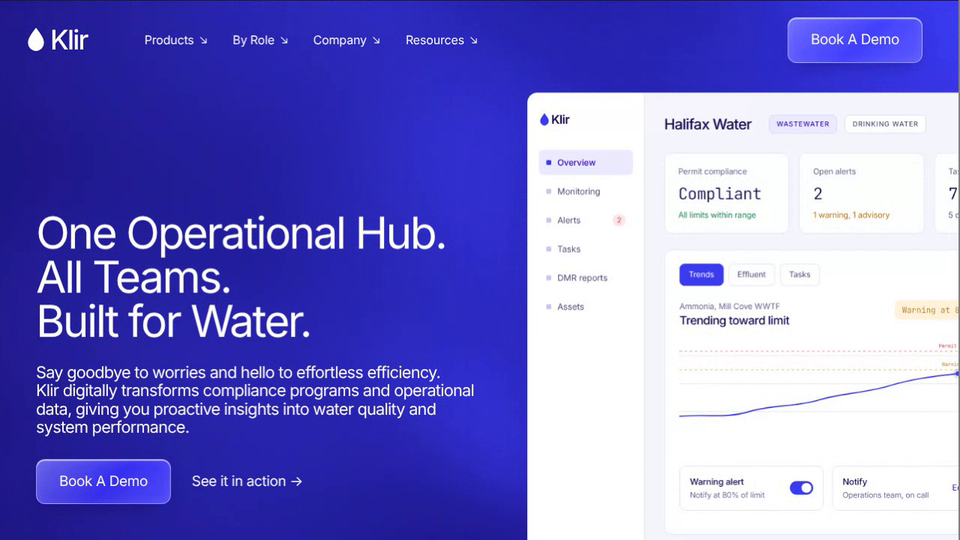 Klir
Products ↘
By Role ↘
Company ↘
Resources ↘
Book A Demo
One Operational Hub.
All Teams.
Built for Water.
Say goodbye to worries and hello to effortless efficiency.
Klir digitally transforms compliance programs and operational
data, giving you proactive insights into water quality and
system performance.
Book A Demo
See it in action →
Klir
Overview
Monitoring
Alerts 2
Tasks
DMR reports
Assets
Halifax Water
WASTEWATER
DRINKING WATER
Permit compliance
Compliant
All limits within range
Open alerts
2
1 warning, 1 advisory
7
Trends
Effluent
Tasks
Ammonia, Mill Cove WWTF
Trending toward limit
Warning at
Permit
Warning alert
Notify at 80% of limit
Notify
Operations team, on call